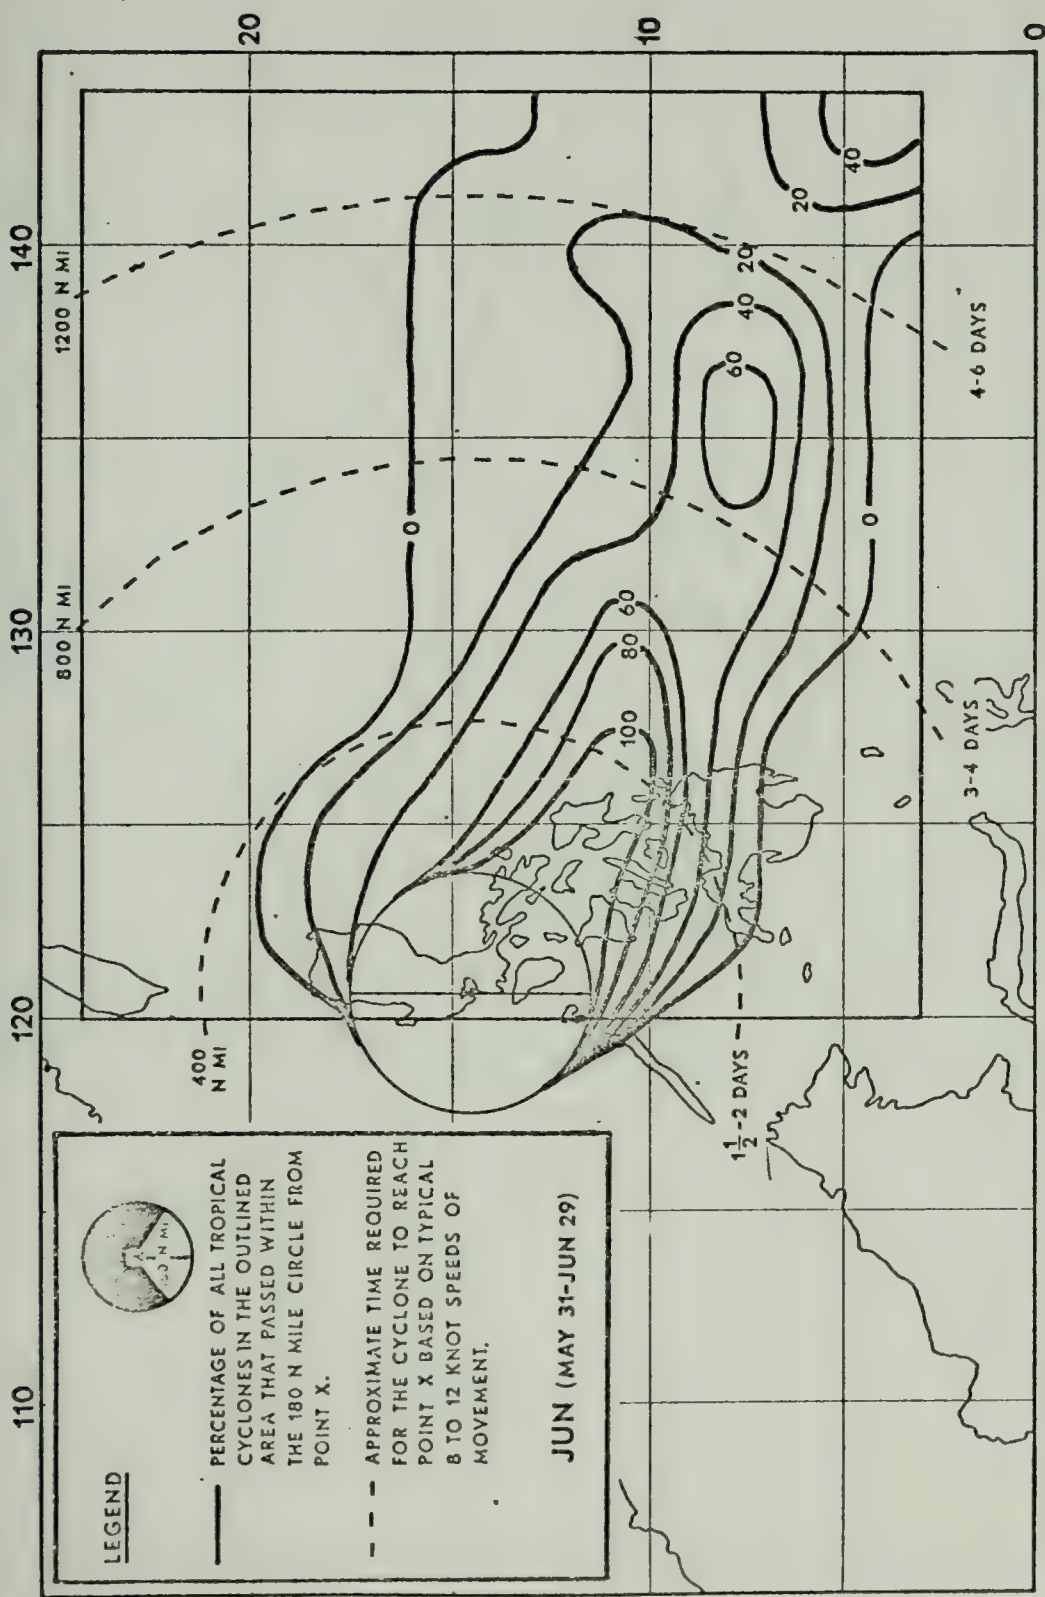 LEGEND
N MI
PERCENTAGE OF ALL TROPICAL
CYCLONES IN THE OUTLINED
AREA THAT PASSED WITHIN
THE 180 N MILE CIRCLE FROM
POINT X.
APPROXIMATE TIME REQUIRED
FOR THE CYCLONE TO REACH
POINT X BASED ON TYPICAL
8 TO 12 KNOT SPEEDS OF
MOVEMENT.
JUN (MAY 31-JUN 29)
110
120
130
140
20
10
0
400
N MI
800 N MI
1200 N MI
1½-2 DAYS
3-4 DAYS
4-6 DAYS
0
0
100
80
60
60
40
20
20
40